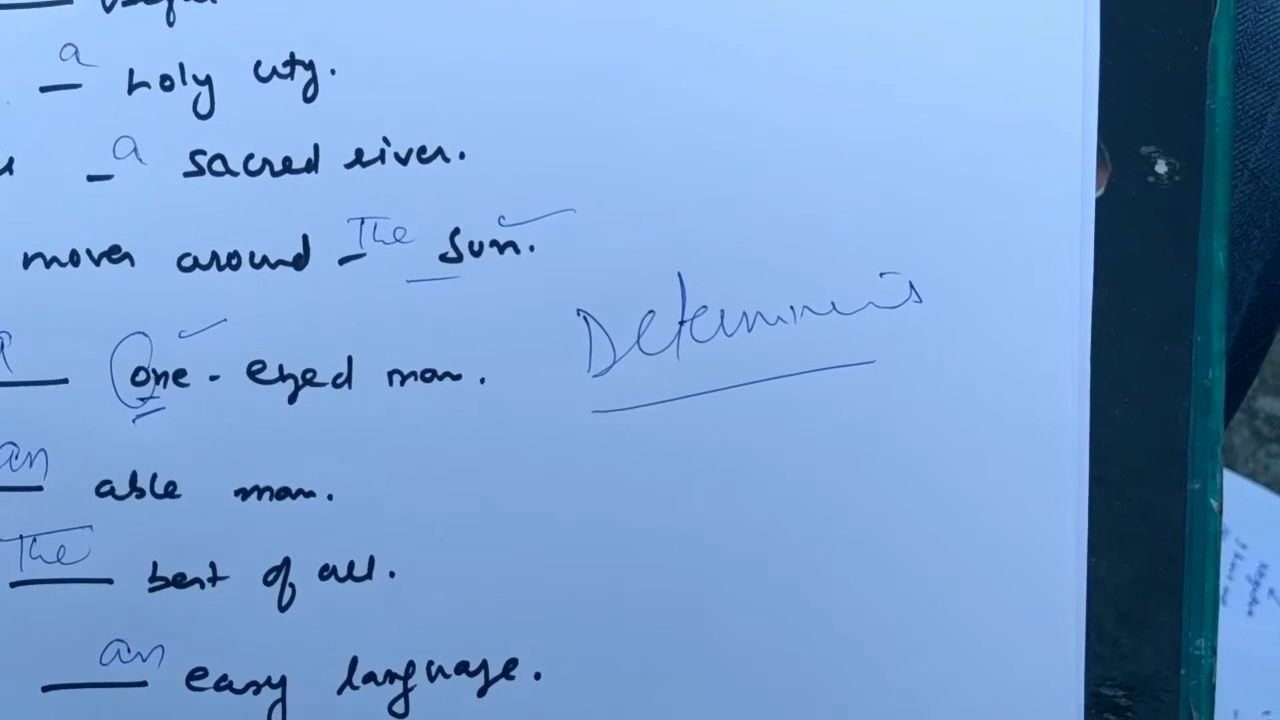 a holy city.
a sacred river.
moves around The sun.
a one-eyed man.
an able man.
The best of all.
an easy language.
Determiners